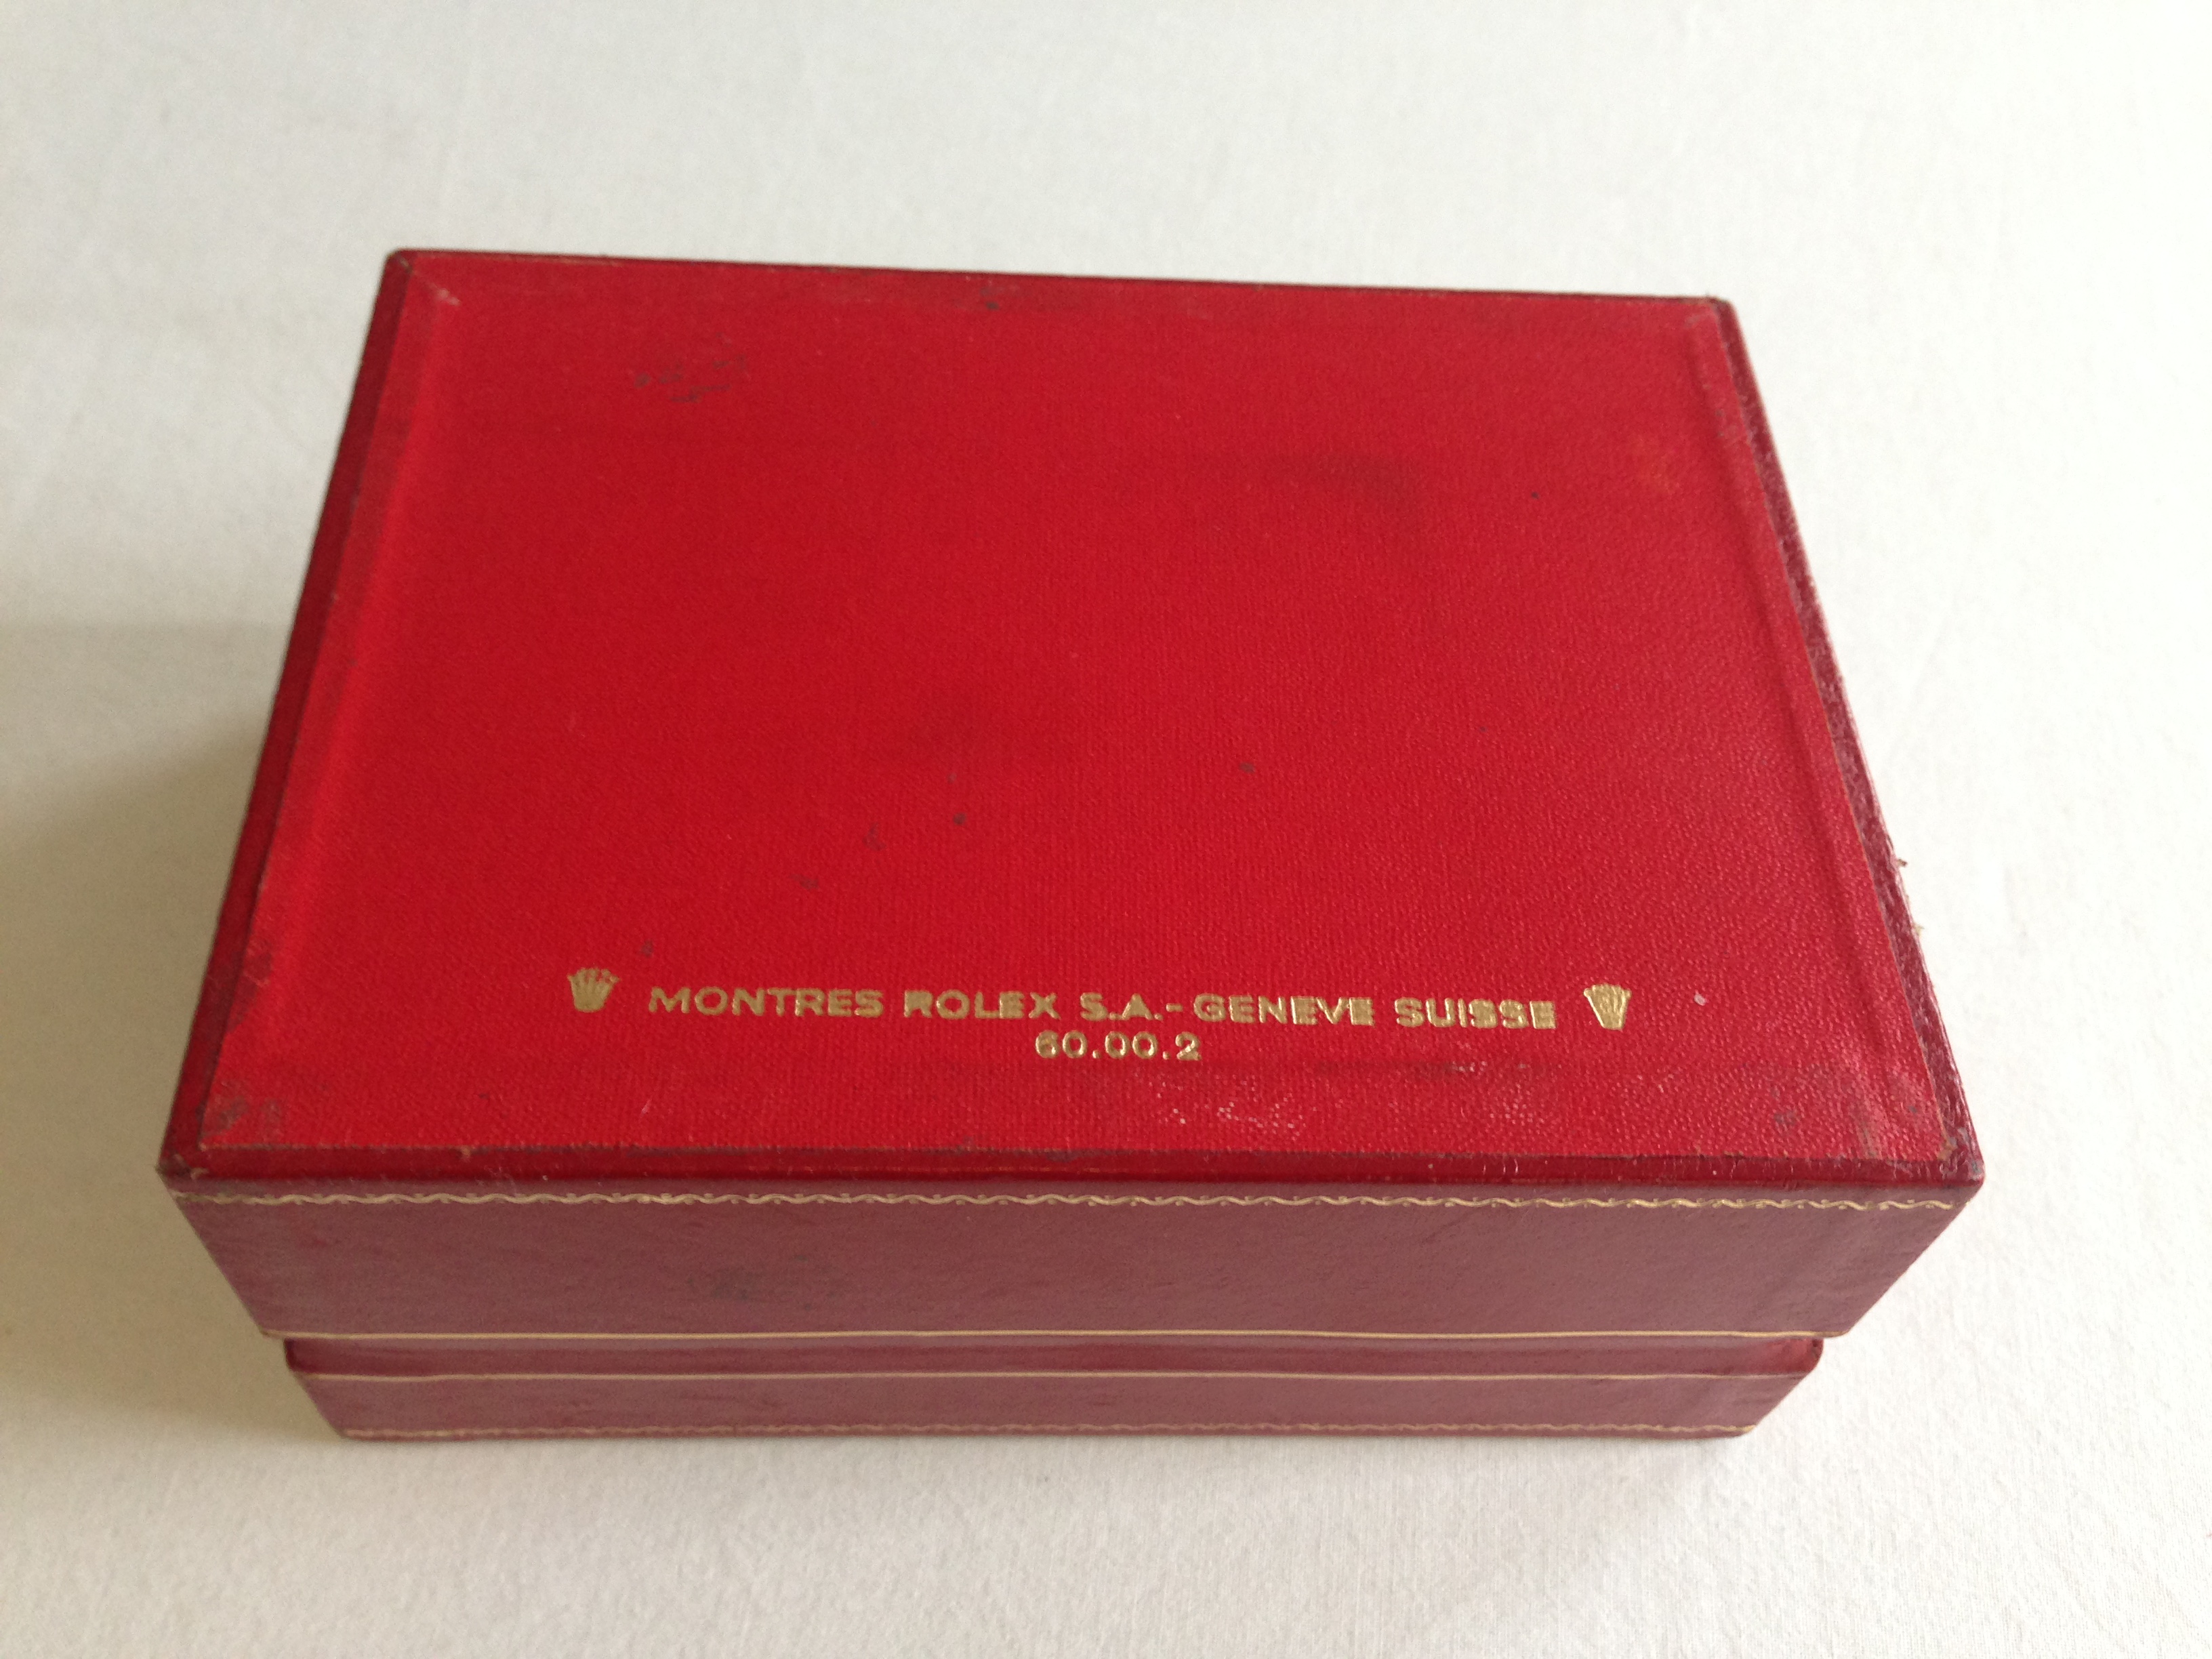 MONTRES ROLEX S.A.-GENEVE SUISSE
60.00.2